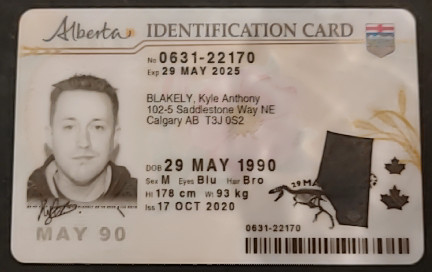 Alberta IDENTIFICATION CARD
No 0631-22170
Exp 29 MAY 2025
BLAKELY, Kyle Anthony
102-5 Saddlestone Way NE
Calgary AB T3J 0S2
DOB 29 MAY 1990
Sex M Eyes Blu Hair Bro
Ht 178 cm Wt 93 kg
Iss 17 OCT 2020
29 MA
MAY 90
0631-22170